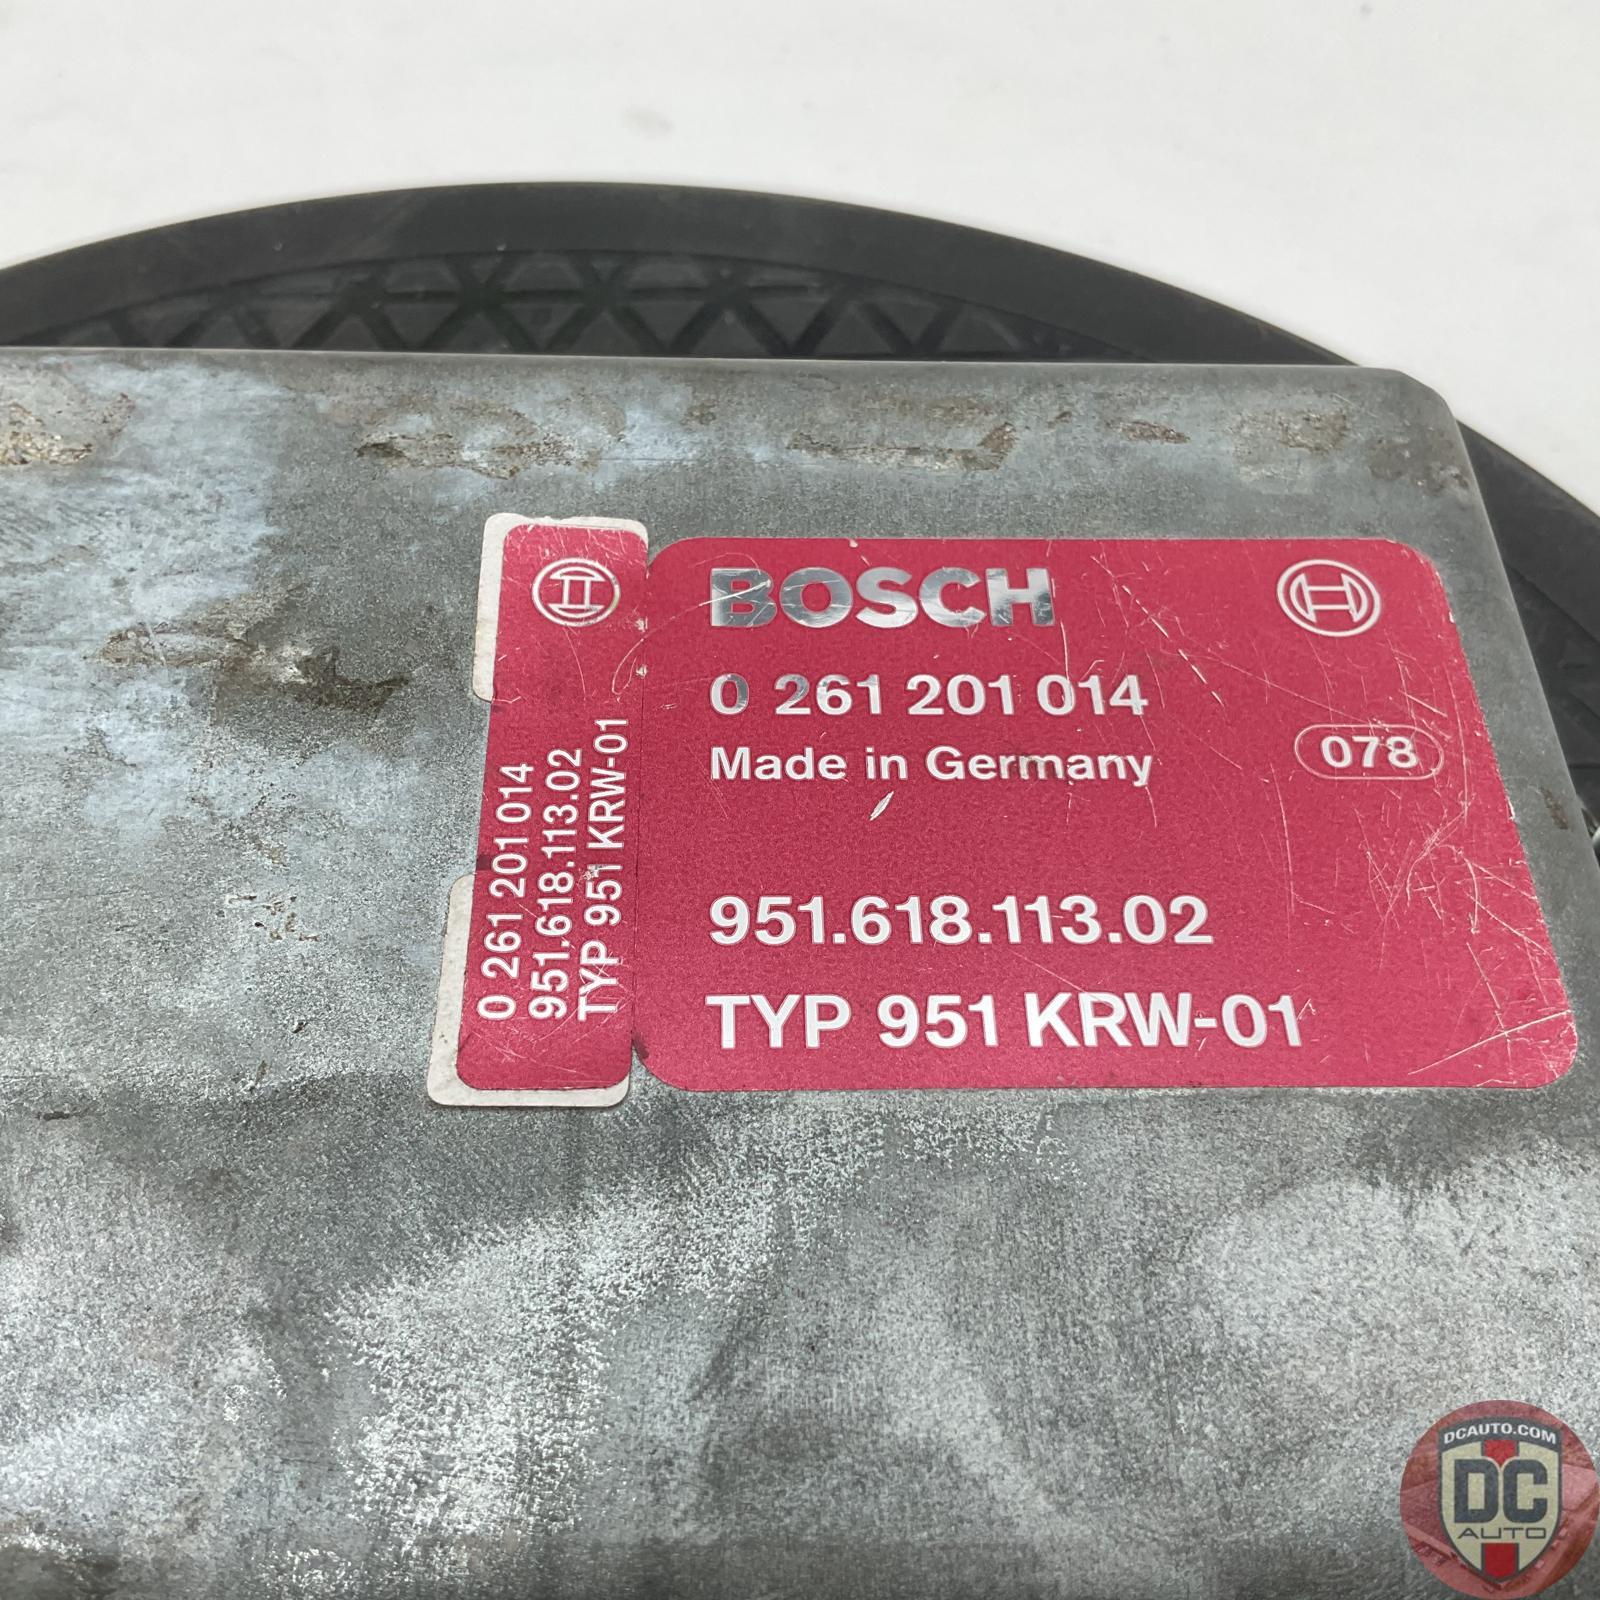 BOSCH
0 261 201 014
Made in Germany
078
951.618.113.02
TYP 951 KRW-01
0 261 201 014
951.618.113.02
TYP 951 KRW-01
DCAUTO.COM
DC
AUTO